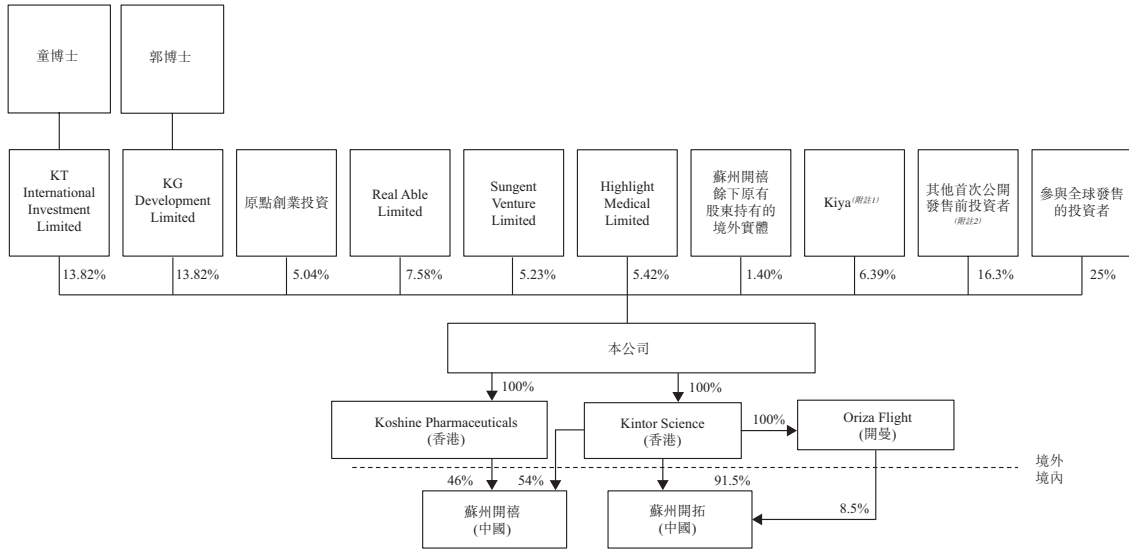 童博士
郭博士
KT
International
Investment
Limited
KG
Development
Limited
原點創業投資
Real Able
Limited
Sungent
Venture
Limited
Highlight
Medical
Limited
蘇州開禧
餘下原有
股東持有的
境外實體
Kiya(附註1)
其他首次公開
發售前投資者
(附註2)
參與全球發售
的投資者
13.82%
13.82%
5.04%
7.58%
5.23%
5.42%
1.40%
6.39%
16.3%
25%
本公司
100%
100%
Koshine Pharmaceuticals
(香港)
Kintor Science
(香港)
100%
Oriza Flight
(開曼)
境外
境內
46%
54%
91.5%
8.5%
蘇州開禧
(中國)
蘇州開拓
(中國)